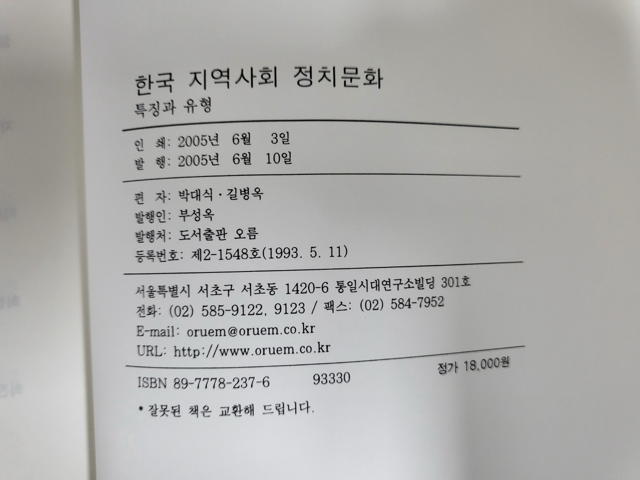 한국 지역사회 정치문화
특징과 유형
인 쇄: 2005년 6월 3일
발 행: 2005년 6월 10일
편 자: 박대식·길병옥
발행인: 부성옥
발행처: 도서출판 오름
등록번호: 제2-1548호(1993. 5. 11)
서울특별시 서초구 서초동 1420-6 통일시대연구소빌딩 301호
전화: (02) 585-9122, 9123 / 팩스: (02) 584-7952
E-mail: oruem@oruem.co.kr
URL: http://www.oruem.co.kr
ISBN 89-7778-237-6 93330 정가 18,000원
* 잘못된 책은 교환해 드립니다.